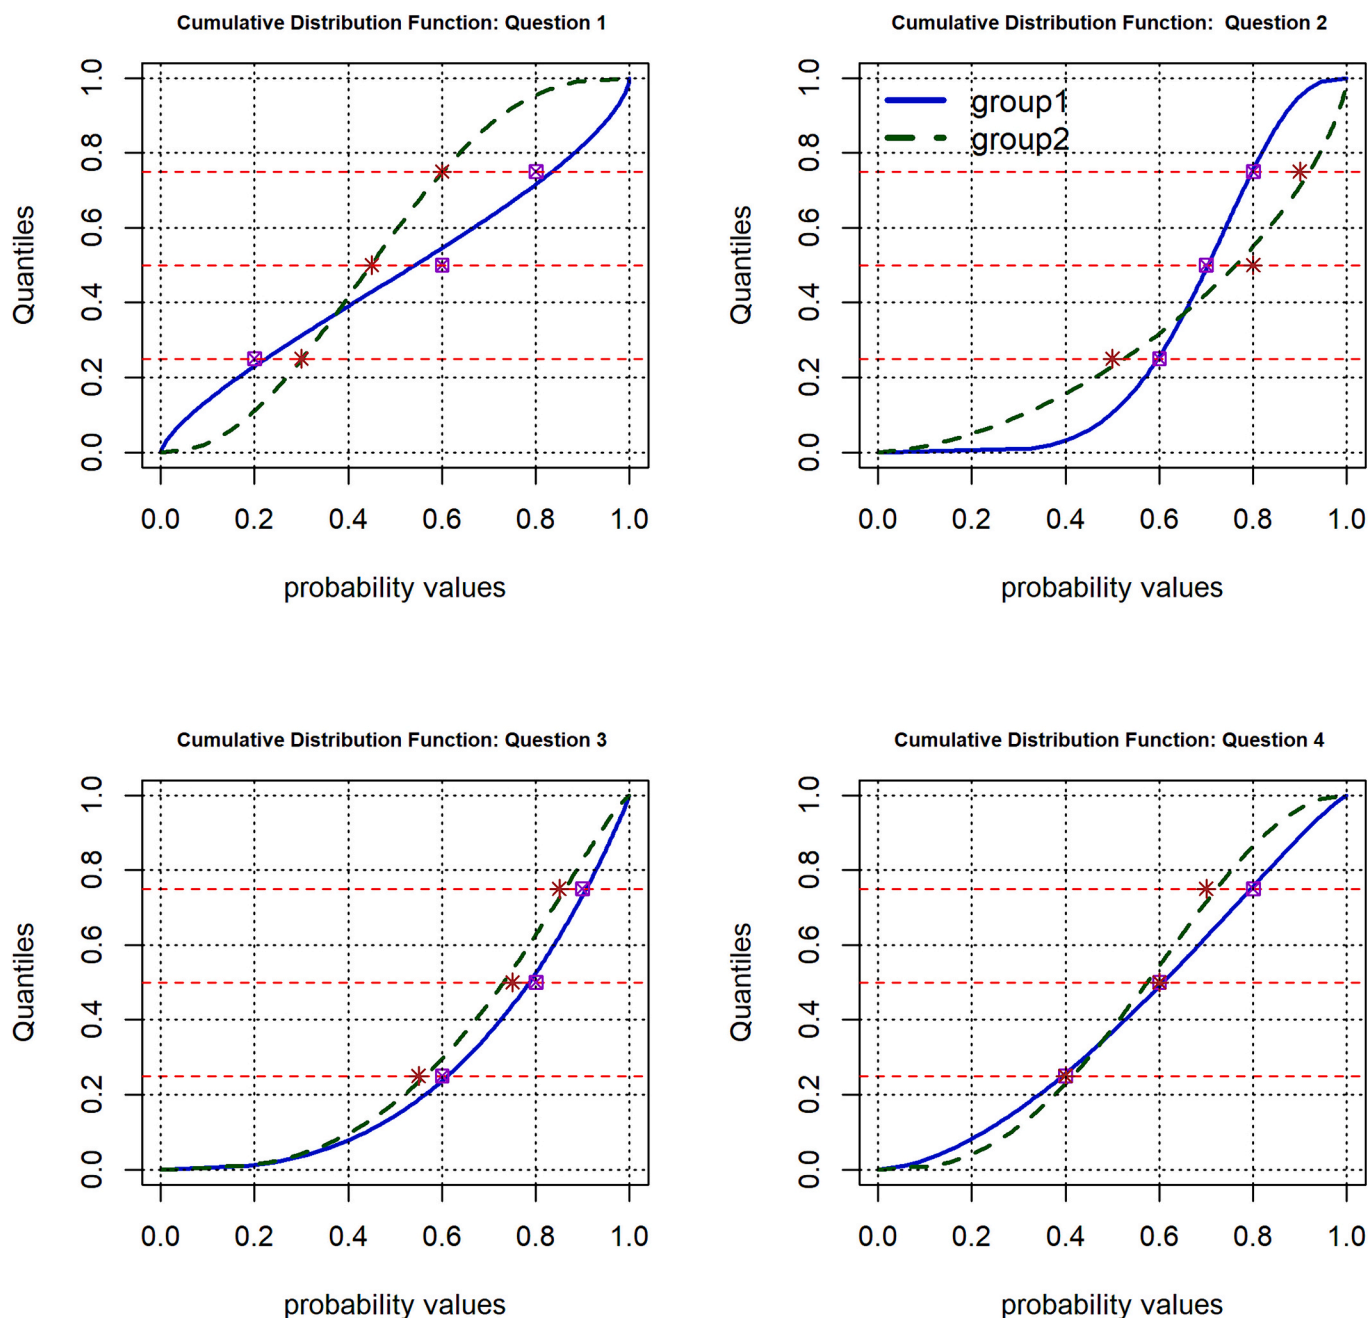 Cumulative Distribution Function: Question 1
Quantiles
1.0
0.8
0.6
0.4
0.2
0.0
0.0 0.2 0.4 0.6 0.8 1.0
probability values
Cumulative Distribution Function:  Question 2
group1
group2
Quantiles
1.0
0.8
0.6
0.4
0.2
0.0
0.0 0.2 0.4 0.6 0.8 1.0
probability values
Cumulative Distribution Function: Question 3
Quantiles
1.0
0.8
0.6
0.4
0.2
0.0
0.0 0.2 0.4 0.6 0.8 1.0
probability values
Cumulative Distribution Function: Question 4
Quantiles
1.0
0.8
0.6
0.4
0.2
0.0
0.0 0.2 0.4 0.6 0.8 1.0
probability values